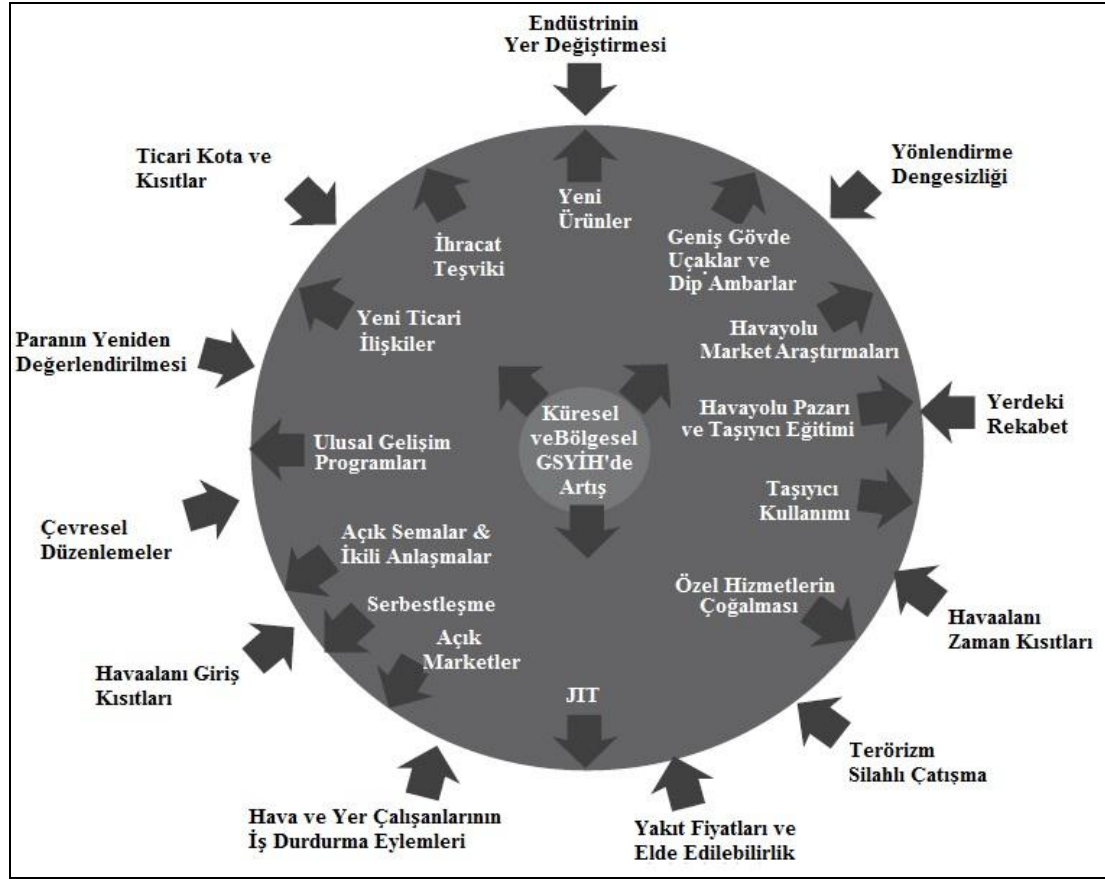 Endüstrinin
Yer Değiştirmesi
Ticari Kota ve
Kısıtlar
Yönlendirme
Dengesizliği
Yeni
Ürünler
İhracat
Teşviki
Geniş Gövde
Uçaklar ve
Dip Ambarlar
Yeni Ticari
İlişkiler
Havayolu
Market Araştırmaları
Paranın Yeniden
Değerlendirilmesi
Küresel
veBölgesel
GSYİH'de
Artış
Havayolu Pazarı
ve Taşıyıcı Eğitimi
Yerdeki
Rekabet
Ulusal Gelişim
Programları
Taşıyıcı
Kullanımı
Çevresel
Düzenlemeler
Açık Semalar &
İkili Anlaşmalar
Özel Hizmetlerin
Çoğalması
Serbestleşme
Açık
Marketler
Havaalanı
Zaman Kısıtları
Havaalanı Giriş
Kısıtları
JIT
Terörizm
Silahlı Çatışma
Hava ve Yer Çalışanlarının
İş Durdurma Eylemleri
Yakıt Fiyatları ve
Elde Edilebilirlik